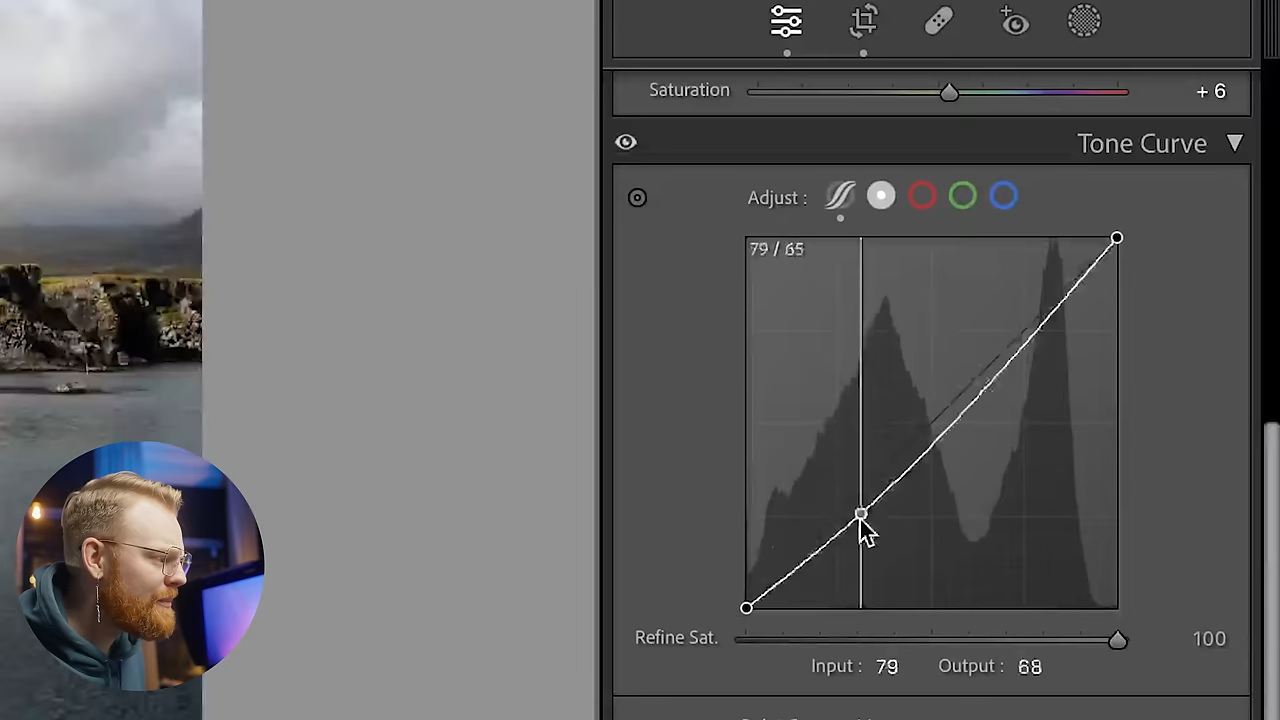 Saturation + 6
Tone Curve
Adjust :
79 / 65
Refine Sat. 100
Input : 79 Output : 68